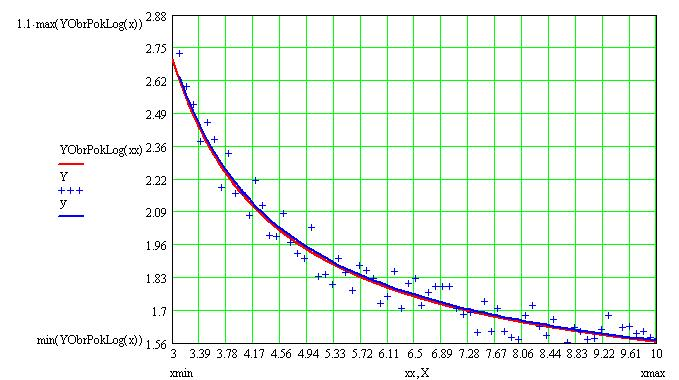 1.1·max(YObrPokLog(x)) 2.88
2.75
2.62
2.49
YObrPokLog(xx) 2.36
Y 2.22
y 2.09
1.96
1.83
1.7
min(YObrPokLog(x)) 1.56
3 3.39 3.78 4.17 4.56 4.94 5.33 5.72 6.11 6.5 6.89 7.28 7.67 8.06 8.44 8.83 9.22 9.61 10
xmin xx,X xmax